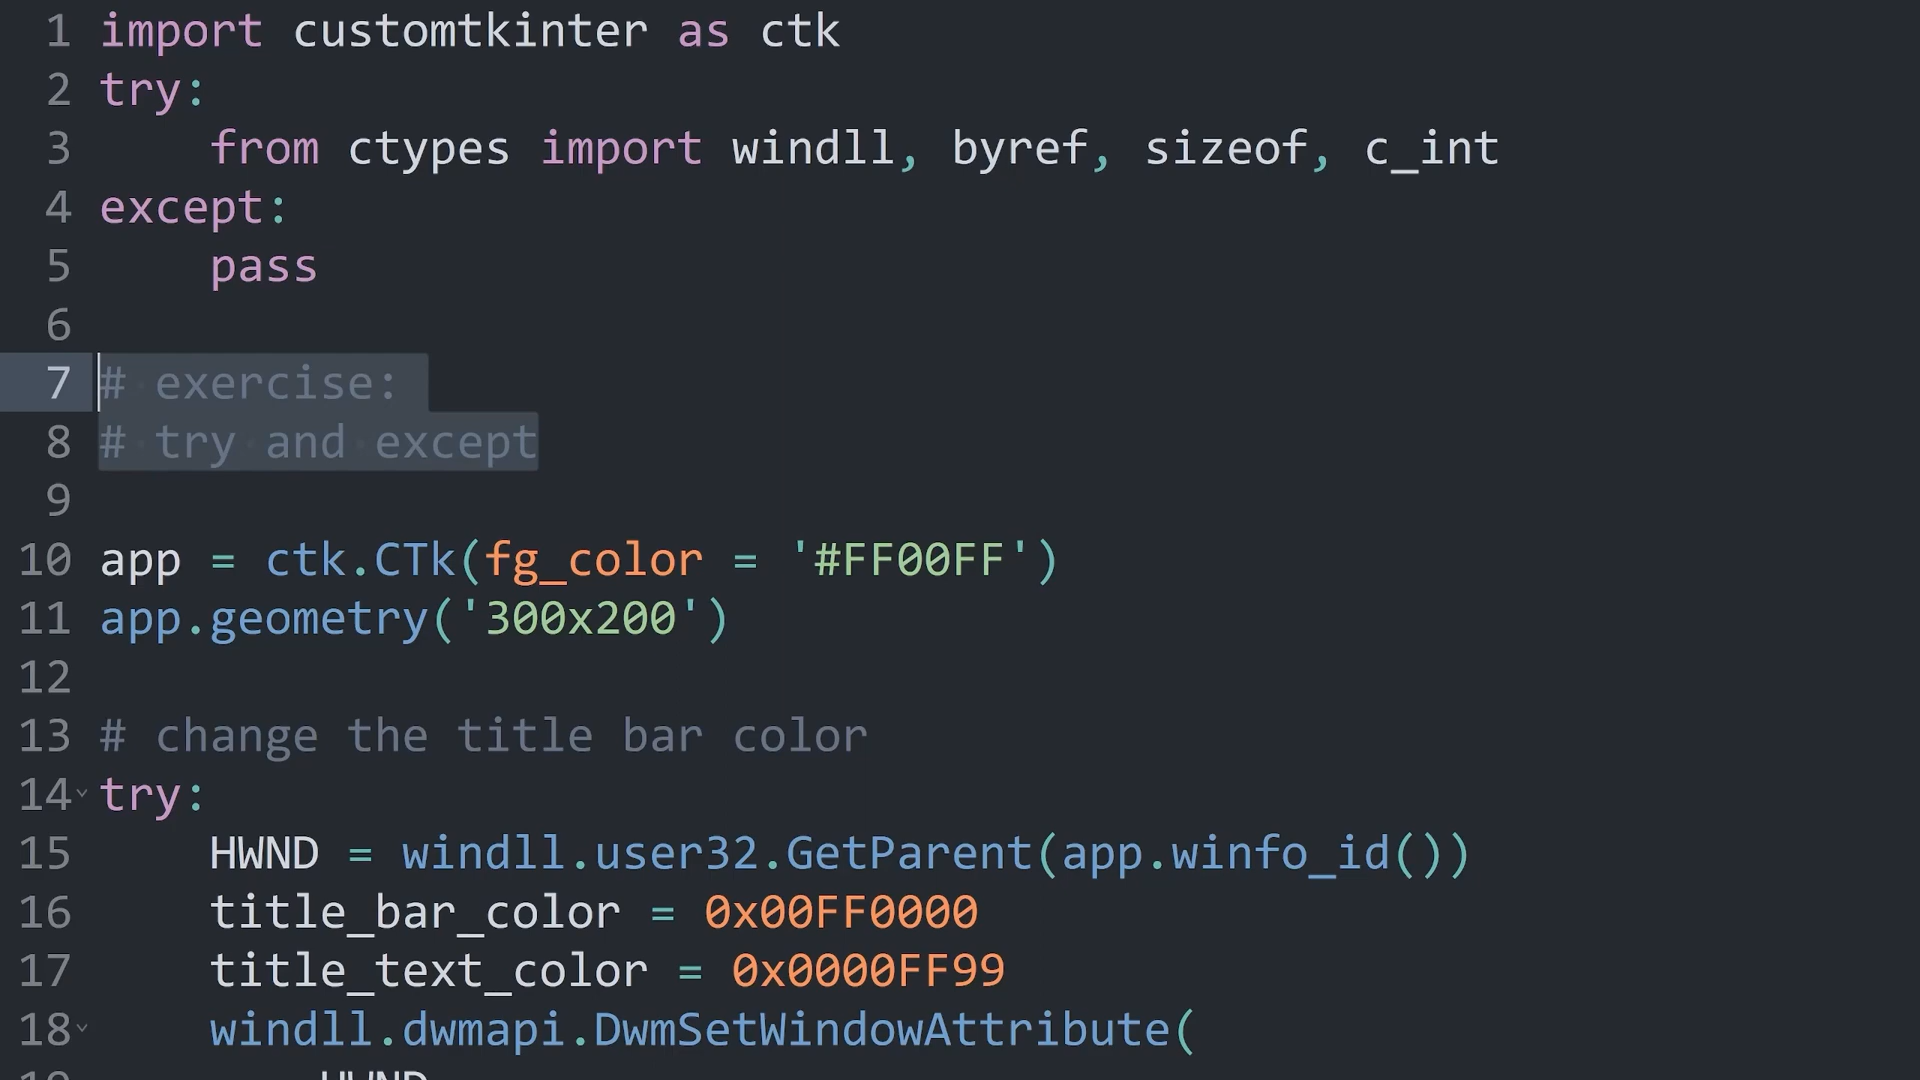 1 import customtkinter as ctk
2 try:
3     from ctypes import windll, byref, sizeof, c_int
4 except:
5     pass
6
7 # exercise:
8 # try and except
9
10 app = ctk.CTk(fg_color = '#FF00FF')
11 app.geometry('300x200')
12
13 # change the title bar color
14 try:
15     HWND = windll.user32.GetParent(app.winfo_id())
16     title_bar_color = 0x00FF0000
17     title_text_color = 0x0000FF99
18     windll.dwmapi.DwmSetWindowAttribute(
19         HWND